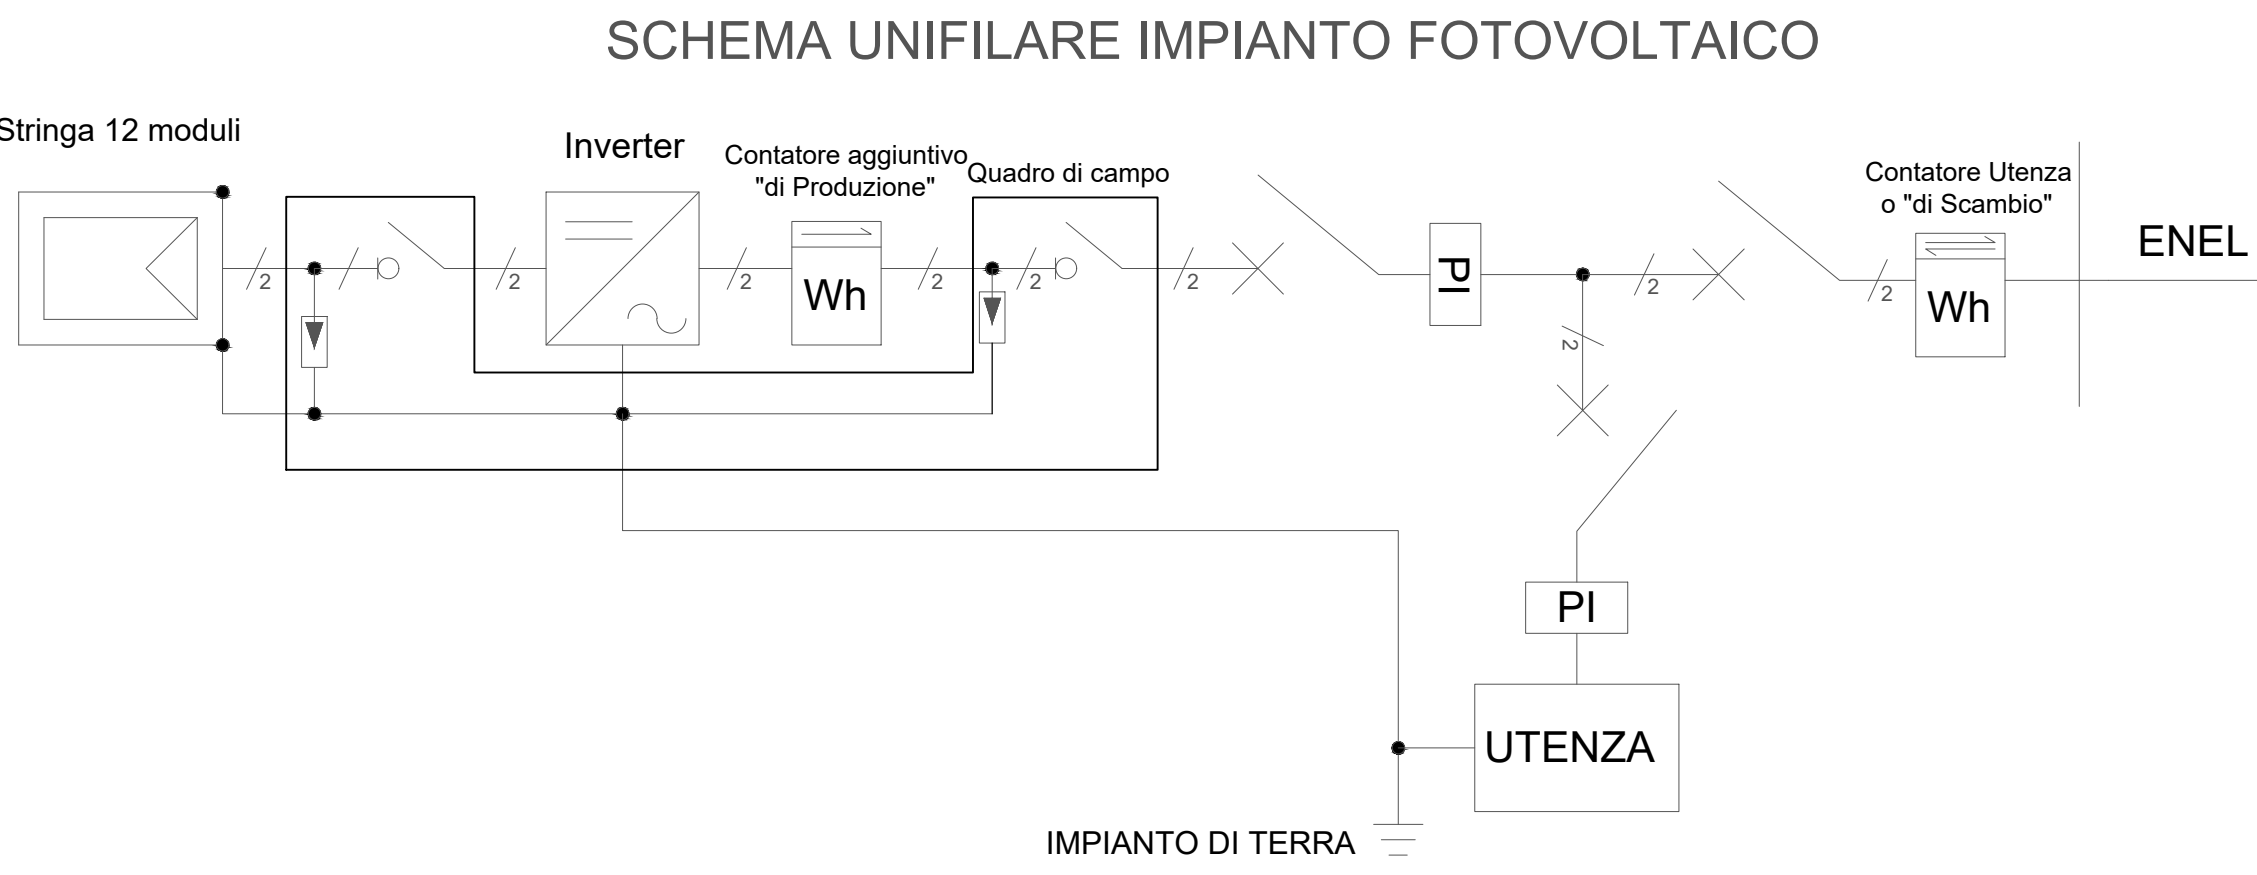 SCHEMA UNIFILARE IMPIANTO FOTOVOLTAICO
Stringa 12 moduli
Inverter
Contatore aggiuntivo
"di Produzione"
Quadro di campo
Contatore Utenza
o "di Scambio"
ENEL
2
2
2
Wh
2
2
2
PI
2
2
2
Wh
PI
UTENZA
IMPIANTO DI TERRA